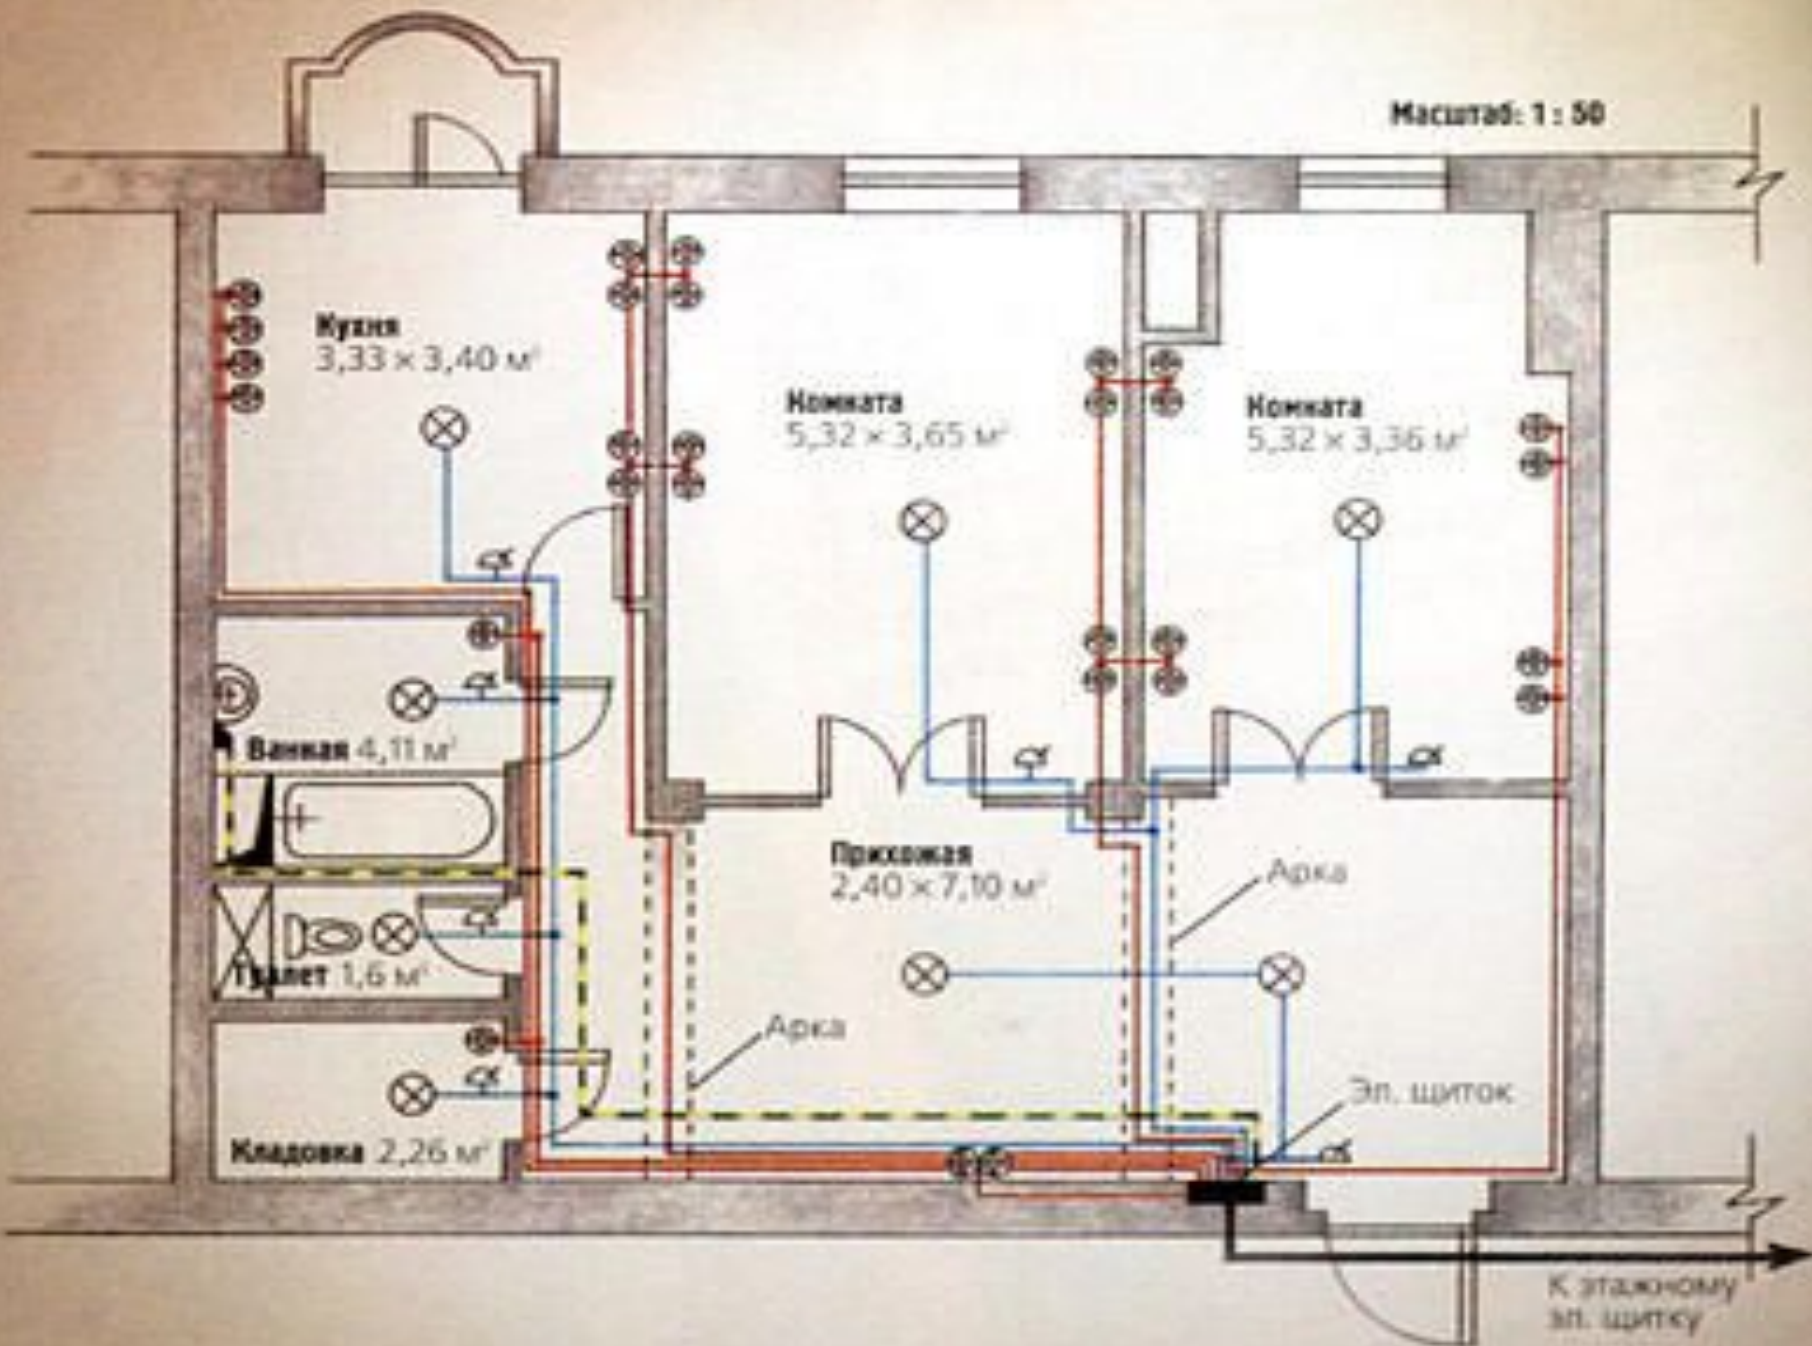 Масштаб: 1 : 50
Кухня
3,33 × 3,40 м²
Комната
5,32 × 3,65 м²
Комната
5,32 × 3,36 м²
Ванная 4,11 м²
Прихожая
2,40 × 7,10 м²
Арка
Туалет 1,6 м²
Арка
Эл. щиток
Кладовка 2,26 м²
К этажному
эл. щитку